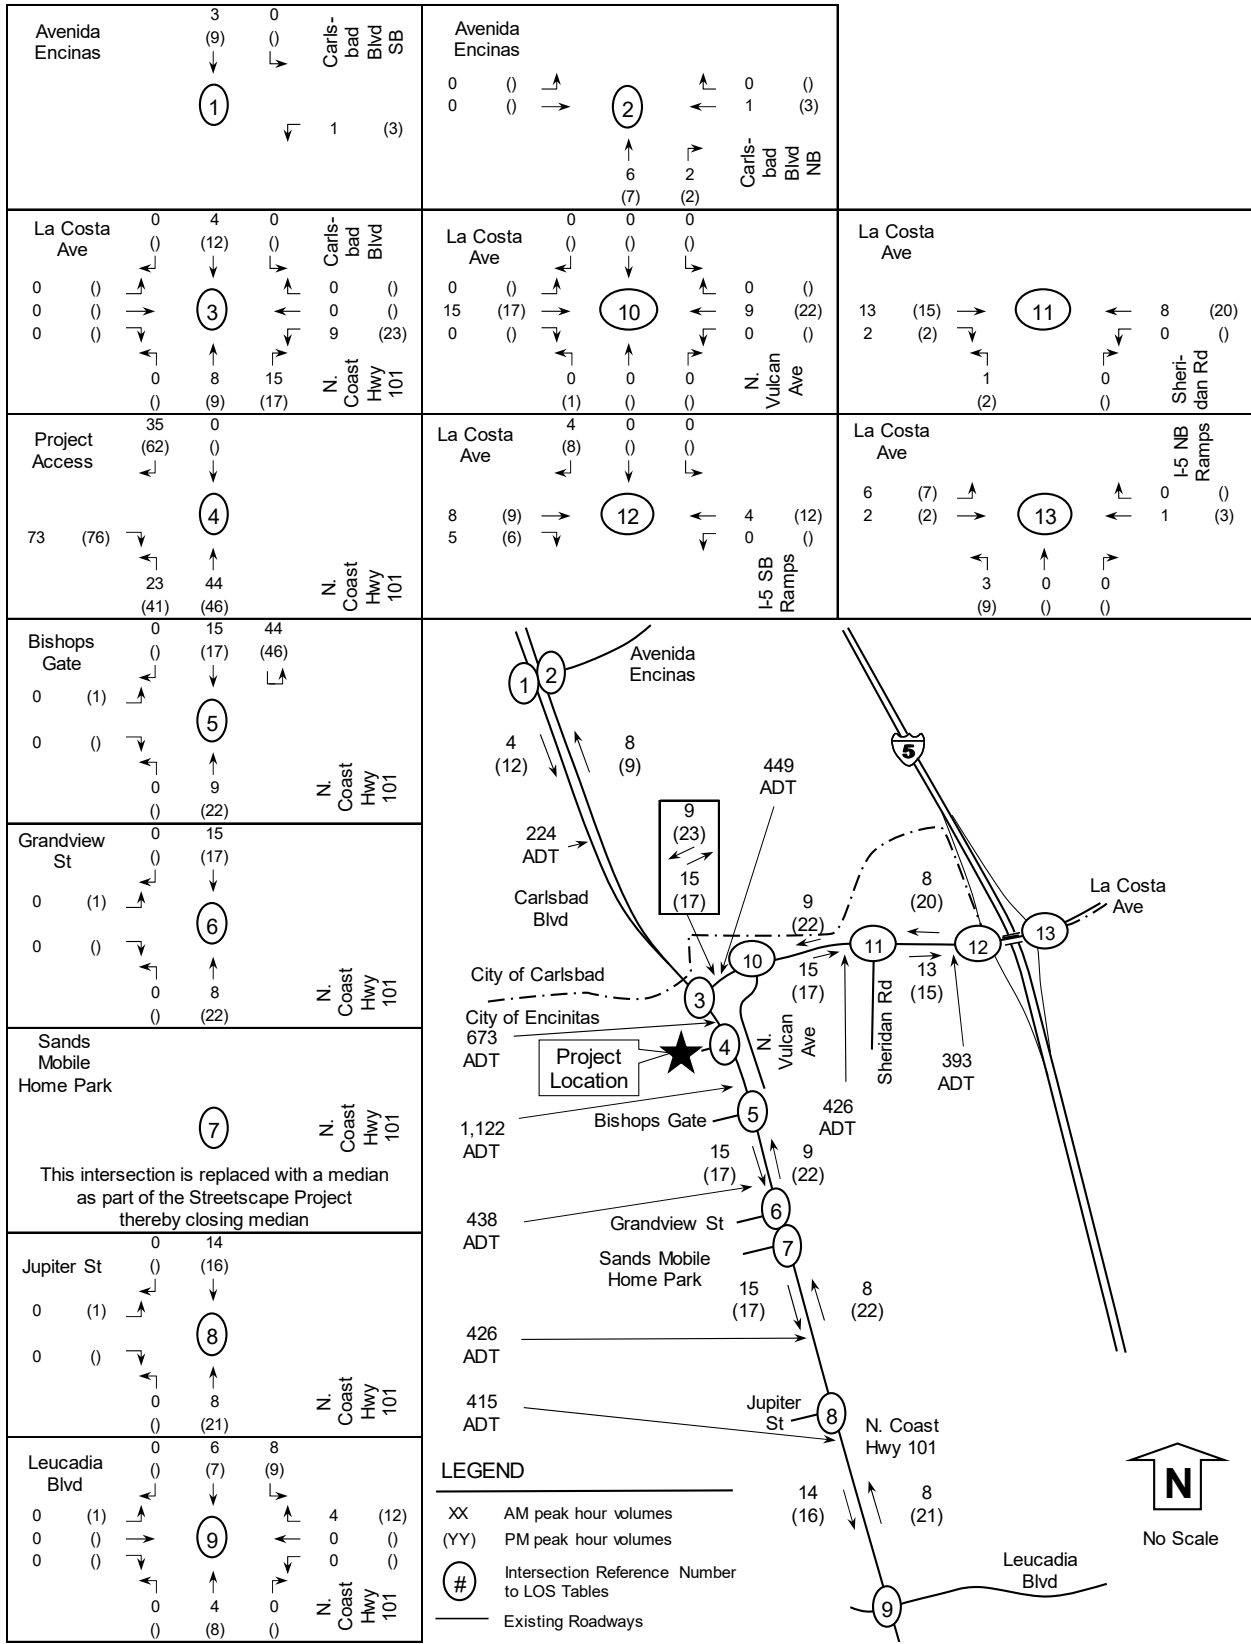 Avenida
Encinas
3 0
(9) ()
Carls-
bad
Blvd
SB
1
1 (3)
Avenida
Encinas
0 () 0 ()
0 () 1 (3)
2
6 2
(7) (2)
Carls-
bad
Blvd
NB
La Costa
Ave
0 4 0
() (12) ()
Carls-
bad
Blvd
0 () 0 ()
0 () 3 0 ()
0 () 9 (23)
0 8 15
() (9) (17)
N.
Coast
Hwy
101
La Costa
Ave
0 0 0
() () ()
0 () 0 ()
15 (17) 10 9 (22)
0 () 0 ()
0 0 0
(1) () ()
N.
Vulcan
Ave
La Costa
Ave
13 (15) 11 8 (20)
2 (2) 0 ()
1 0
(2) ()
Sheri-
dan Rd
Project
Access
35 0
(62) ()
4
73 (76)
23 44
(41) (46)
N.
Coast
Hwy
101
La Costa
Ave
4 0 0
(8) () ()
8 (9) 12 4 (12)
5 (6) 0 ()
I-5 SB
Ramps
La Costa
Ave
I-5 NB
Ramps
6 (7) 0 ()
2 (2) 13 1 (3)
3 0 0
(9) () ()
Bishops
Gate
0 15 44
() (17) (46)
0 (1)
5
0 ()
0 9
() (22)
N.
Coast
Hwy
101
Grandview
St
0 15
() (17)
0 (1)
6
0 ()
0 8
() (22)
N.
Coast
Hwy
101
Sands
Mobile
Home Park
7
N.
Coast
Hwy
101
This intersection is replaced with a median
as part of the Streetscape Project
thereby closing median
Jupiter St
0 14
() (16)
0 (1)
8
0 ()
0 8
() (21)
N.
Coast
Hwy
101
Leucadia
Blvd
0 6 8
() (7) (9)
0 (1) 4 (12)
0 () 9 0 ()
0 () 0 ()
0 4 0
() (8) ()
N.
Coast
Hwy
101
Avenida
Encinas
1 2
5
4
(12)
8
(9)
449
ADT
9
(23)
15
(17)
224
ADT
Carlsbad
Blvd
La Costa
Ave
9
(22)
8
(20)
10 11 12 13
15
(17)
13
(15)
City of Carlsbad
3
City of Encinitas
673
ADT
4
Project
Location
N.
Vulcan
Ave
Sheridan Rd
393
ADT
426
ADT
1,122
ADT
Bishops Gate
5
15
(17)
9
(22)
438
ADT
Grandview St
6
Sands Mobile
Home Park
7
15
(17)
8
(22)
426
ADT
415
ADT
Jupiter
St
8
N. Coast
Hwy 101
14
(16)
8
(21)
Leucadia
Blvd
9
N
No Scale
LEGEND
XX AM peak hour volumes
(YY) PM peak hour volumes
# Intersection Reference Number
to LOS Tables
Existing Roadways